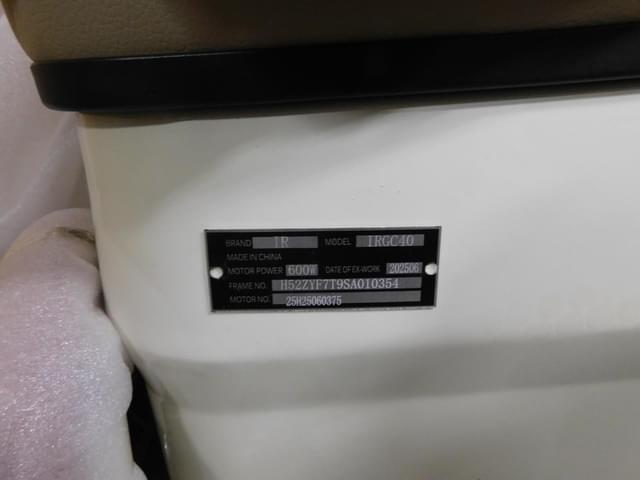 BRAND IR MODEL IRGC40
MADE IN CHINA
MOTOR POWER 600W DATE OF EX-WORK 202506
FRAME NO. H52ZYF7T9SA010354
MOTOR NO. 25H25060375